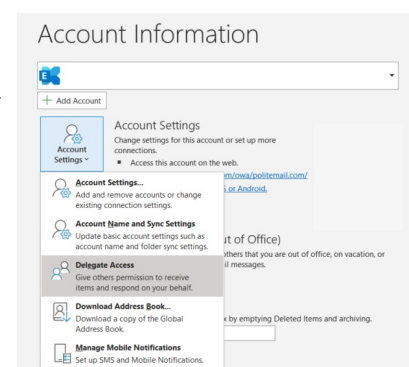 Account Information
+ Add Account
Account Settings
Account
Settings
Change settings for this account or set up more
connections.
Access this account on the web.
m/owa/politemail.com/
or Android.
Account Settings...
Add and remove accounts or change
existing connection settings.
Account Name and Sync Settings
Update basic account settings such as
account name and folder sync settings.
ut of Office)
others that you are out of office, on vacation, or
il messages.
Delegate Access
Give others permission to receive
items and respond on your behalf.
Download Address Book...
Download a copy of the Global
Address Book.
x by emptying Deleted Items and archiving.
Manage Mobile Notifications
Set up SMS and Mobile Notifications.